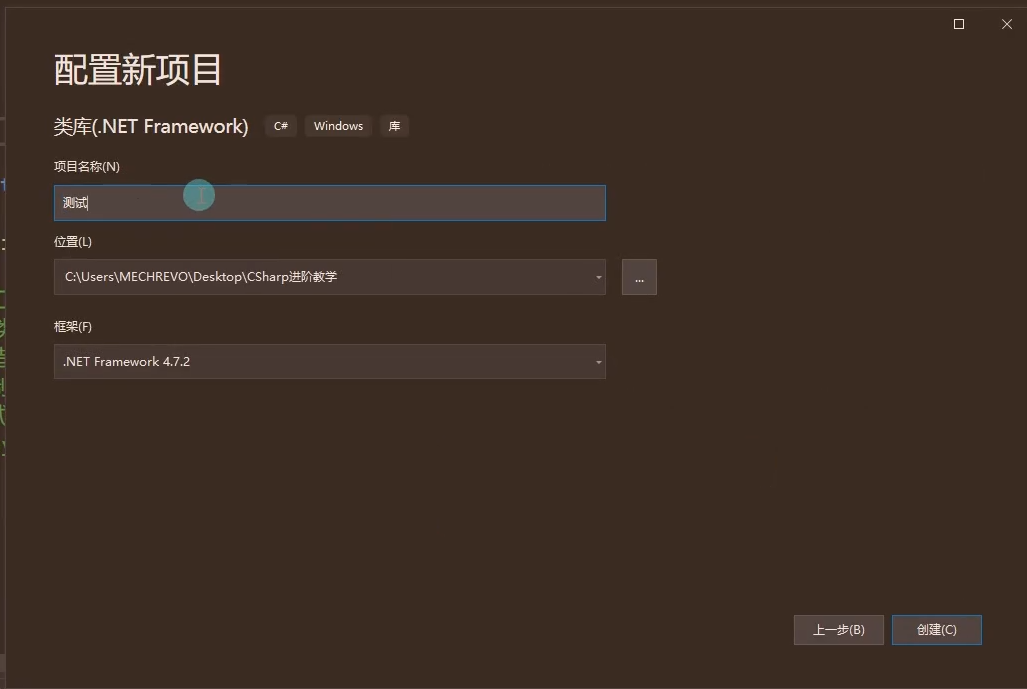 配置新项目
类库(.NET Framework) C# Windows 库
项目名称(N)
测试
位置(L)
C:\Users\MECHREVO\Desktop\CSharp进阶教学
...
框架(F)
.NET Framework 4.7.2
上一步(B) 创建(C)